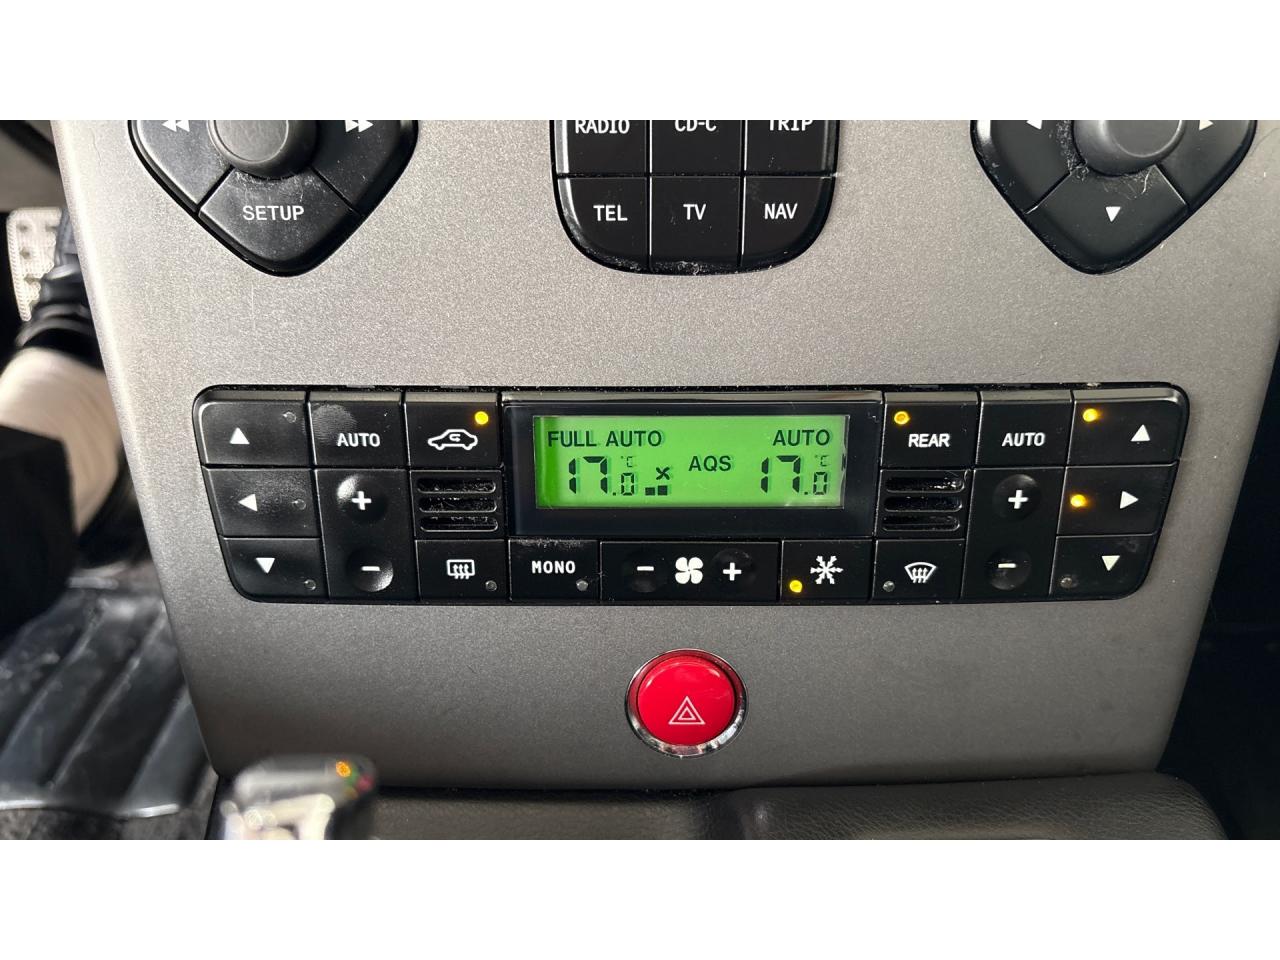 RADIO CD-C TRIP
SETUP
TEL TV NAV
AUTO
FULL AUTO AUTO
17.0 °C AQS 17.0 °C
REAR AUTO
+ +
- -
MONO - +